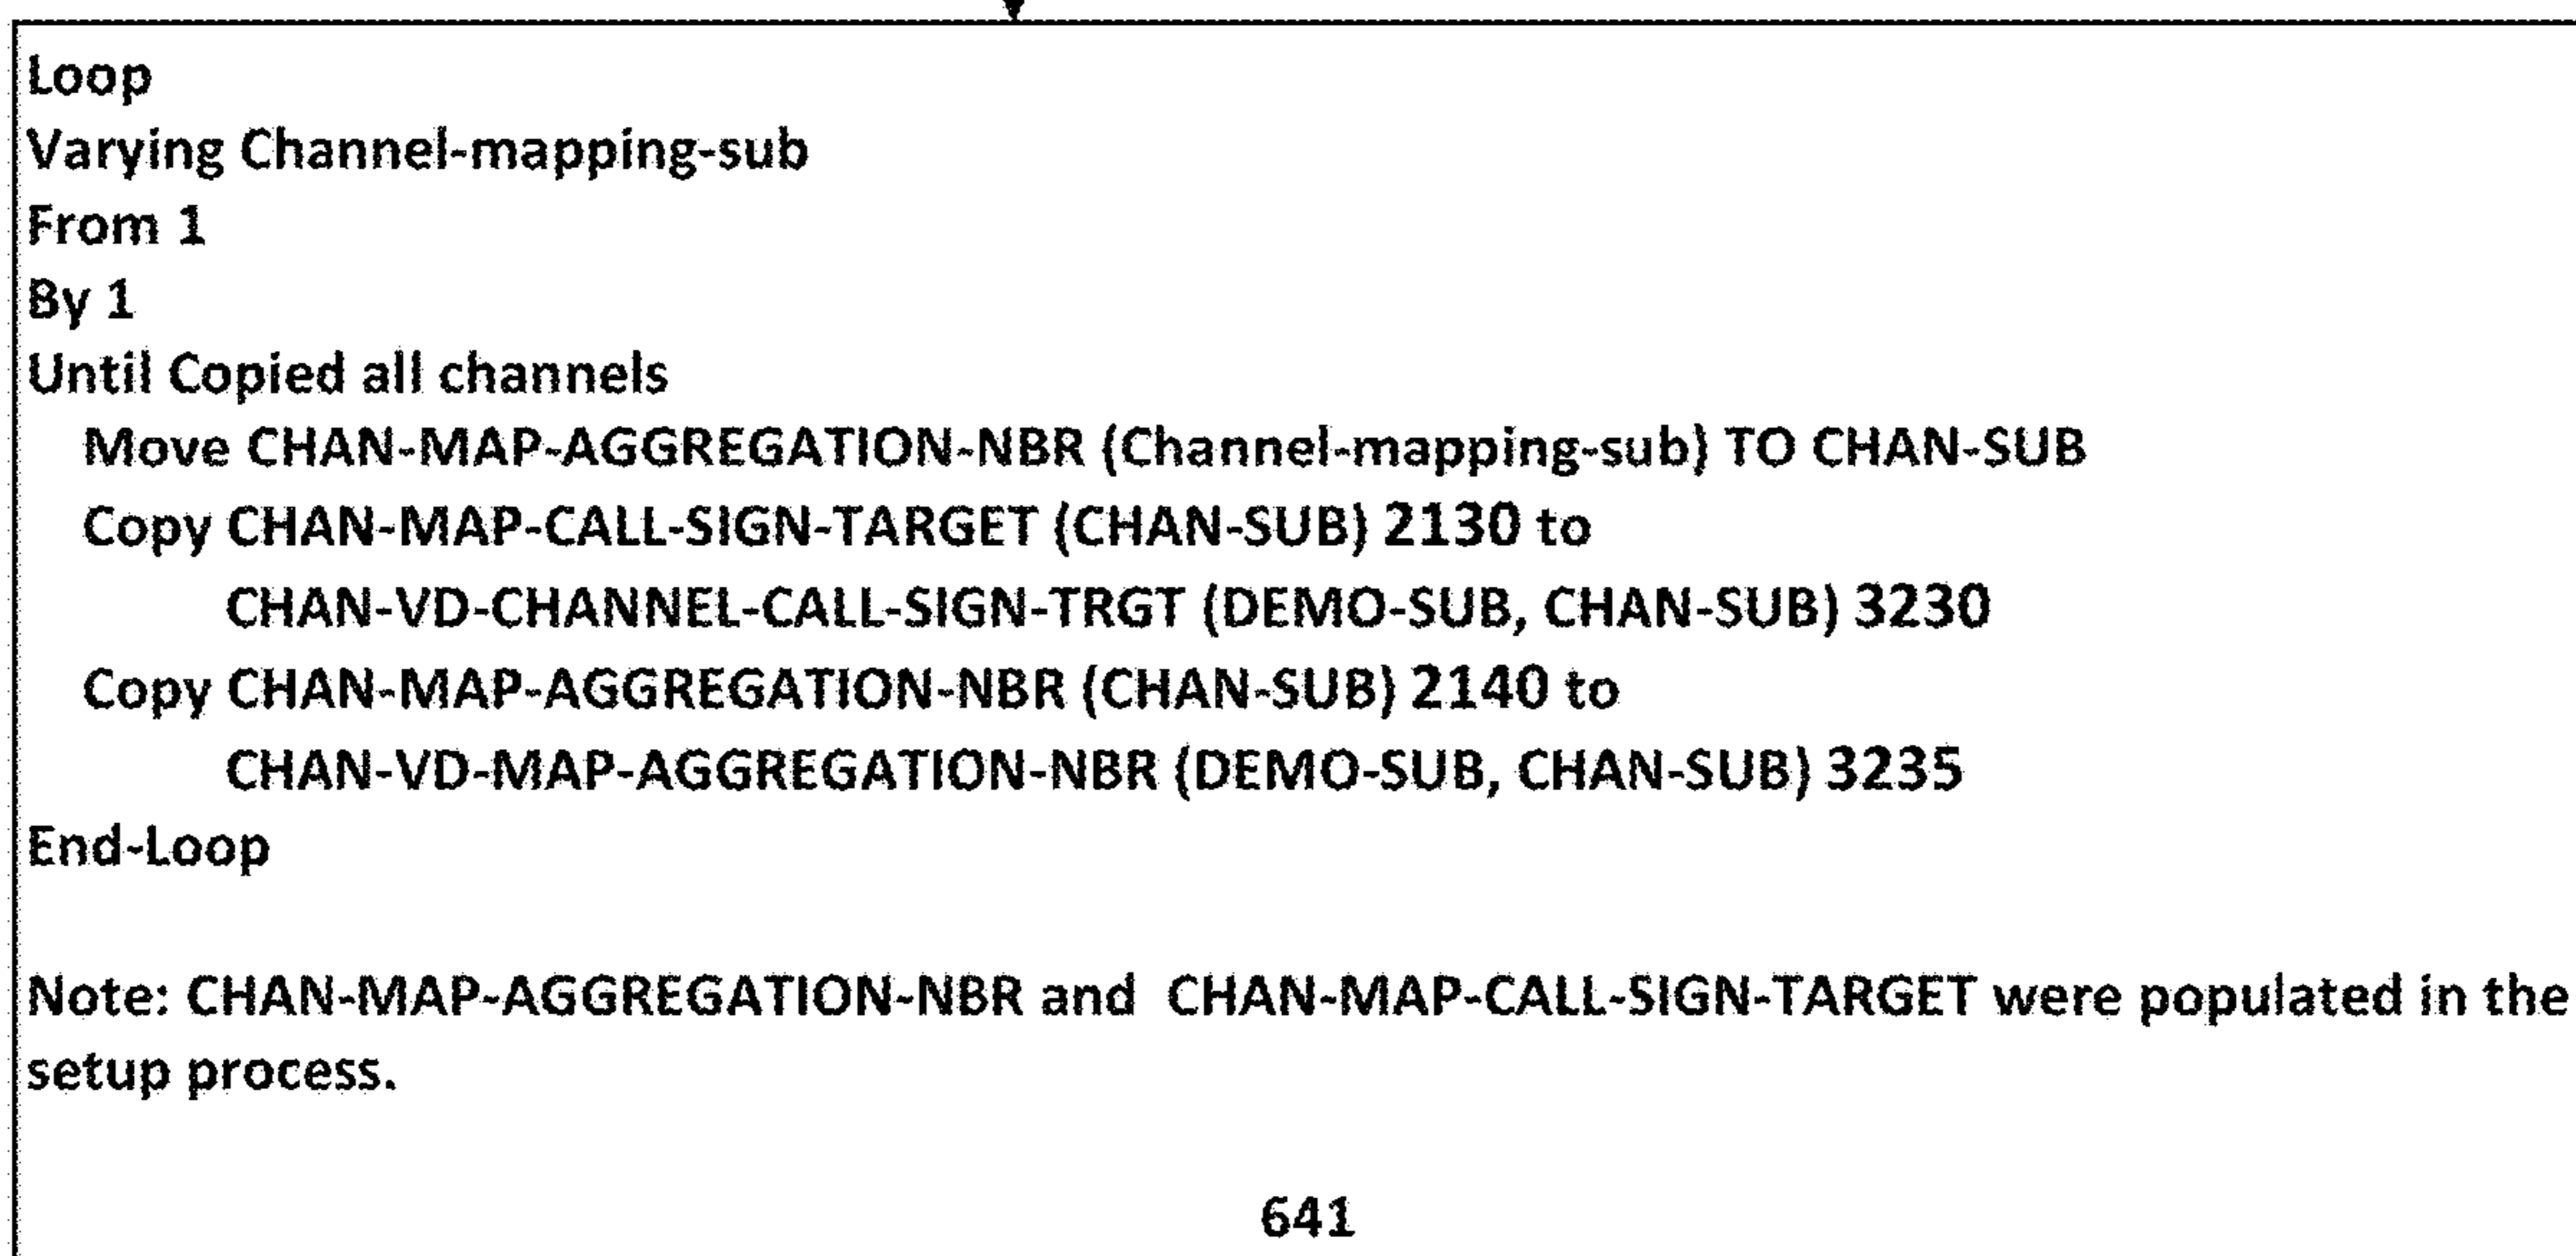 Loop
Varying Channel-mapping-sub
From 1
By 1
Until Copied all channels
Move CHAN-MAP-AGGREGATION-NBR (Channel-mapping-sub) TO CHAN-SUB
Copy CHAN-MAP-CALL-SIGN-TARGET (CHAN-SUB) 2130 to
CHAN-VD-CHANNEL-CALL-SIGN-TRGT (DEMO-SUB, CHAN-SUB) 3230
Copy CHAN-MAP-AGGREGATION-NBR (CHAN-SUB) 2140 to
CHAN-VD-MAP-AGGREGATION-NBR (DEMO-SUB, CHAN-SUB) 3235
End-Loop
Note: CHAN-MAP-AGGREGATION-NBR and  CHAN-MAP-CALL-SIGN-TARGET were populated in the
setup process.
641